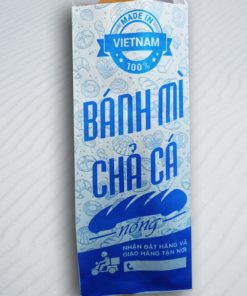 MADE IN
VIETNAM
100%
BÁNH MÌ
CHẢ CÁ
nóng
NHẬN ĐẶT HÀNG VÀ
GIAO HÀNG TẬN NƠI